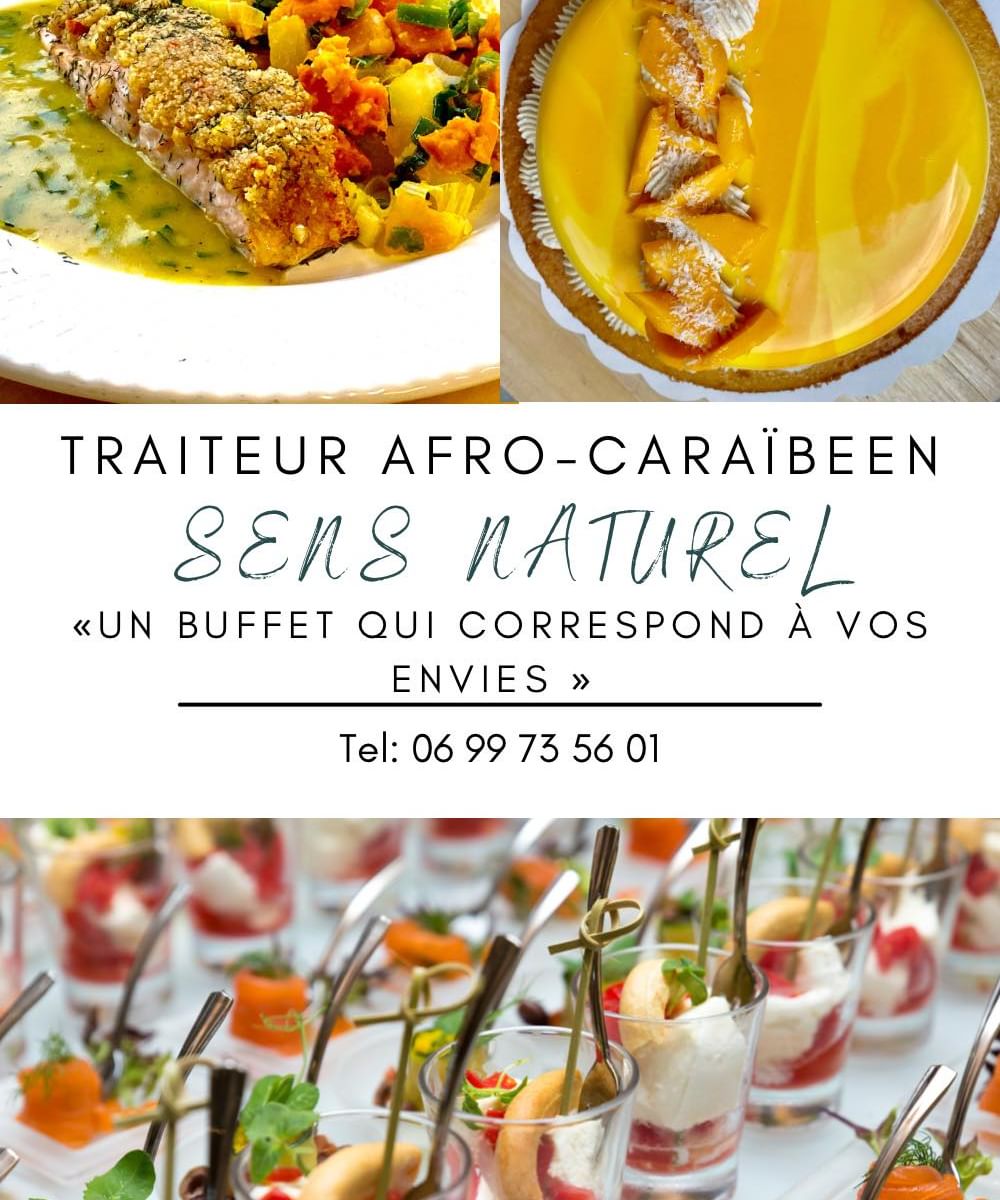 TRAITEUR AFRO-CARAÏBEEN
SENS NATUREL
«UN BUFFET QUI CORRESPOND À VOS
ENVIES »
Tel: 06 99 73 56 01